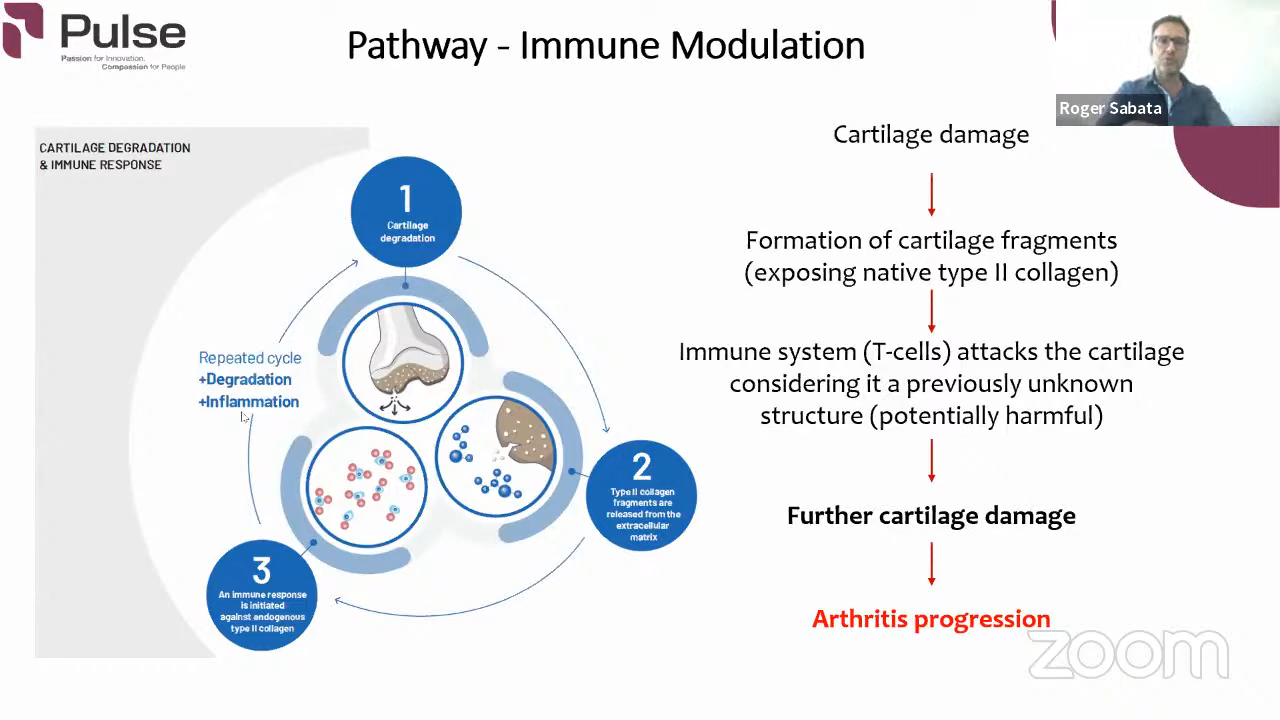 Pulse
Passion for Innovation.
Compassion for People
Pathway - Immune Modulation
Roger Sabata
CARTILAGE DEGRADATION
& IMMUNE RESPONSE
1
Cartilage
degradation
Repeated cycle
+Degradation
+Inflammation
2
Type II collagen
fragments are
released from the
extracellular
matrix
3
An immune response
is initiated
against endogenous
type II collagen
Cartilage damage
Formation of cartilage fragments
(exposing native type II collagen)
Immune system (T-cells) attacks the cartilage
considering it a previously unknown
structure (potentially harmful)
Further cartilage damage
Arthritis progression
zoom